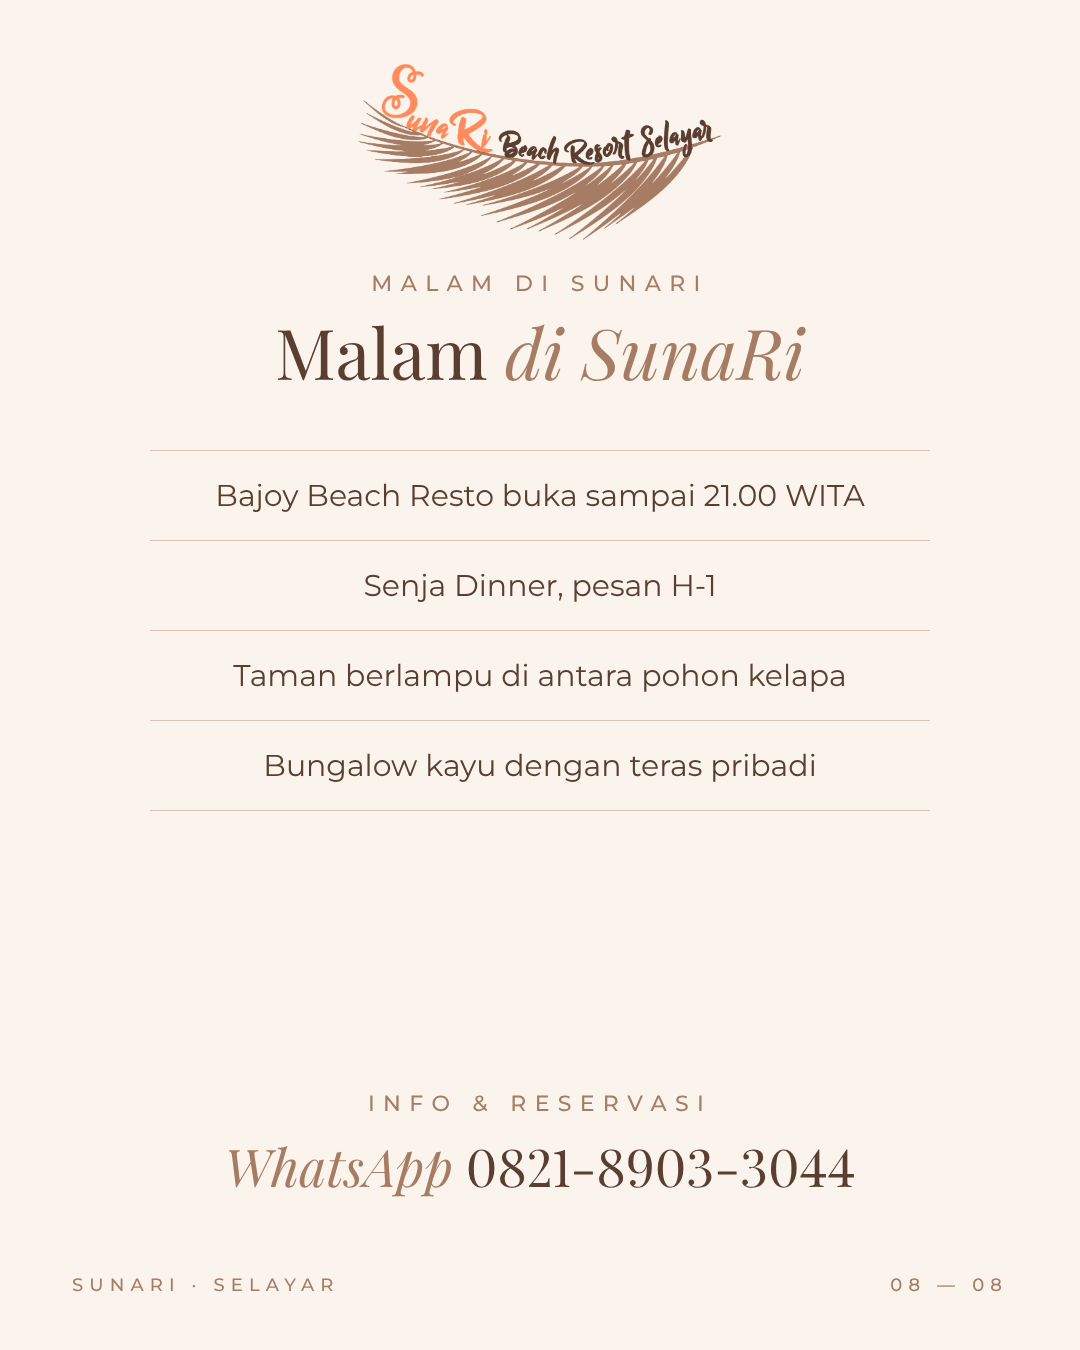 SunaRi Beach Resort Selayar
MALAM DI SUNARI
Malam di SunaRi
Bajoy Beach Resto buka sampai 21.00 WITA
Senja Dinner, pesan H-1
Taman berlampu di antara pohon kelapa
Bungalow kayu dengan teras pribadi
INFO & RESERVASI
WhatsApp 0821-8903-3044
SUNARI · SELAYAR
08 — 08